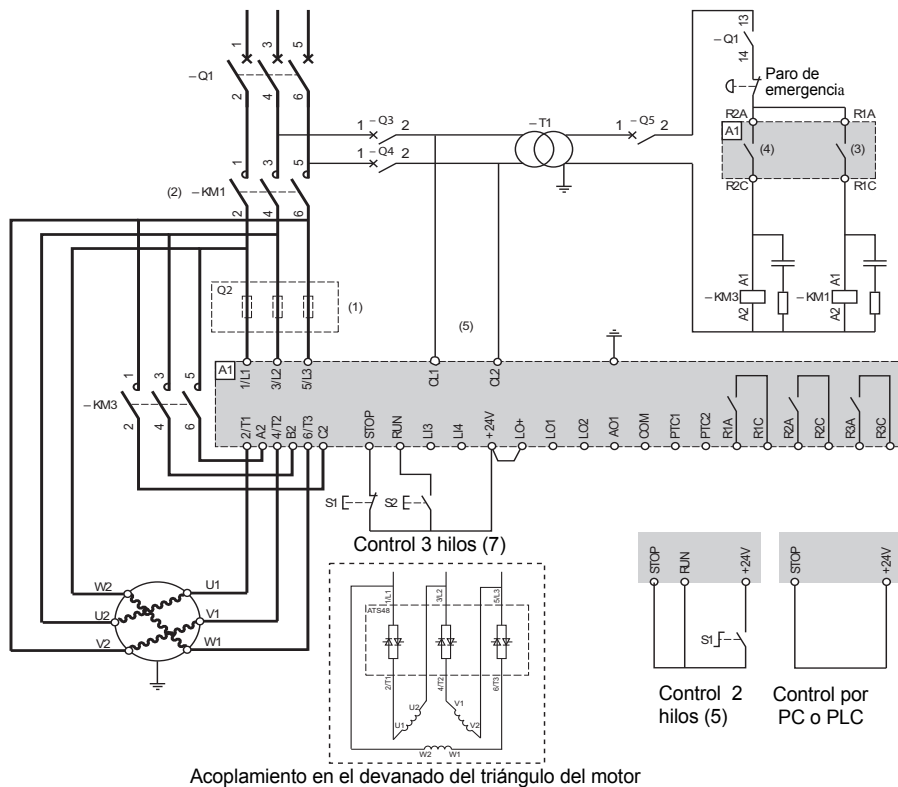 1 3 5
–Q1
2 4 6
1 –Q3 2
1 –Q4 2
–T1
–Q5
1 2
13
–Q1
14
Paro de
emergencia
R2A R1A
A1
(4) (3)
R2C R1C
A1 A1
–KM3 –KM1
A2 A2
1 3 5
(2) –KM1
2 4 6
Q2
(1)
(5)
A1
1/L1 3/L2 5/L3 CL1 CL2
1 3 5
–KM3
2 4 6
2/T1 A2 4/T2 B2 6/T3 C2 STOP RUN LI3 LI4 +24V LO+ LO1 LO2 AO1 COM PTC1 PTC2 R1A R1C R2A R2C R3A R3C
S1 S2
Control 3 hilos (7)
W2 U1
U2 V1
V2 W1
1/L1 3/L2 5/L3
ATS48
2/T1 4/T2 6/T3
U1 U2 V1 V2
W2 W1
Acoplamiento en el devanado del triángulo del motor
STOP RUN +24V
S1
Control 2
hilos (5)
STOP +24V
Control por
PC o PLC